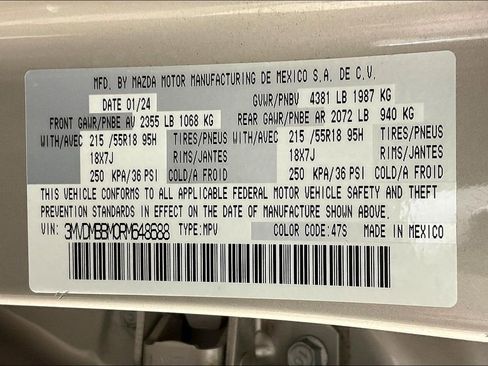 MFD. BY MAZDA MOTOR MANUFACTURING DE MEXICO S.A. DE C.V.
DATE 01/24 GVWR/PNBV 4381 LB 1987 KG
FRONT GAWR/PNBE AV 2355 LB 1068 KG REAR GAWR/PNBE AR 2072 LB 940 KG
WITH/AVEC 215 /55R18 95H TIRES/PNEUS WITH/AVEC 215 /55R18 95H TIRES/PNEUS
18X7J RIMS/JANTES 18X7J RIMS/JANTES
250 KPA/36 PSI COLD/A FROID 250 KPA/36 PSI COLD/A FROID
THIS VEHICLE CONFORMS TO ALL APPLICABLE FEDERAL MOTOR VEHICLE SAFETY AND THEFT
PREVENTION STANDARDS IN EFFECT ON THE DATE OF MANUFACTURE SHOWN ABOVE.
VIN: 3MVDMBBM0RM648688 TYPE:MPV COLOR CODE:47S MADE IN MEXICO